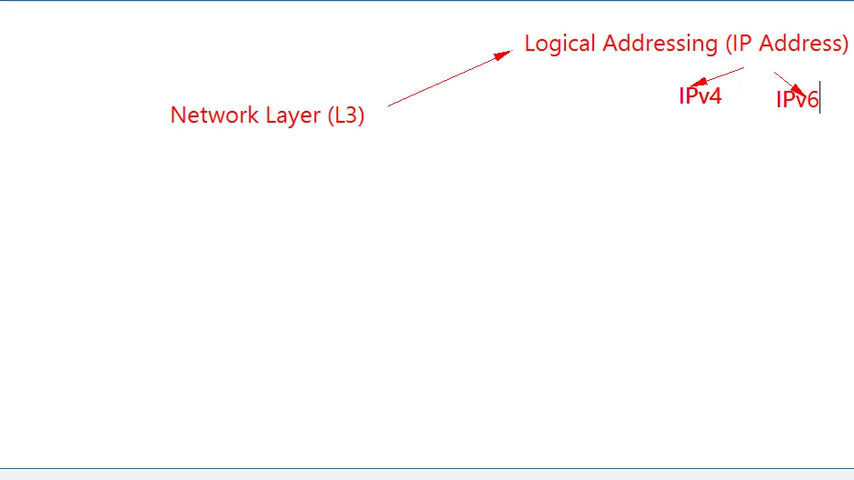 Logical Addressing (IP Address)
IPv4
IPv6
Network Layer (L3)